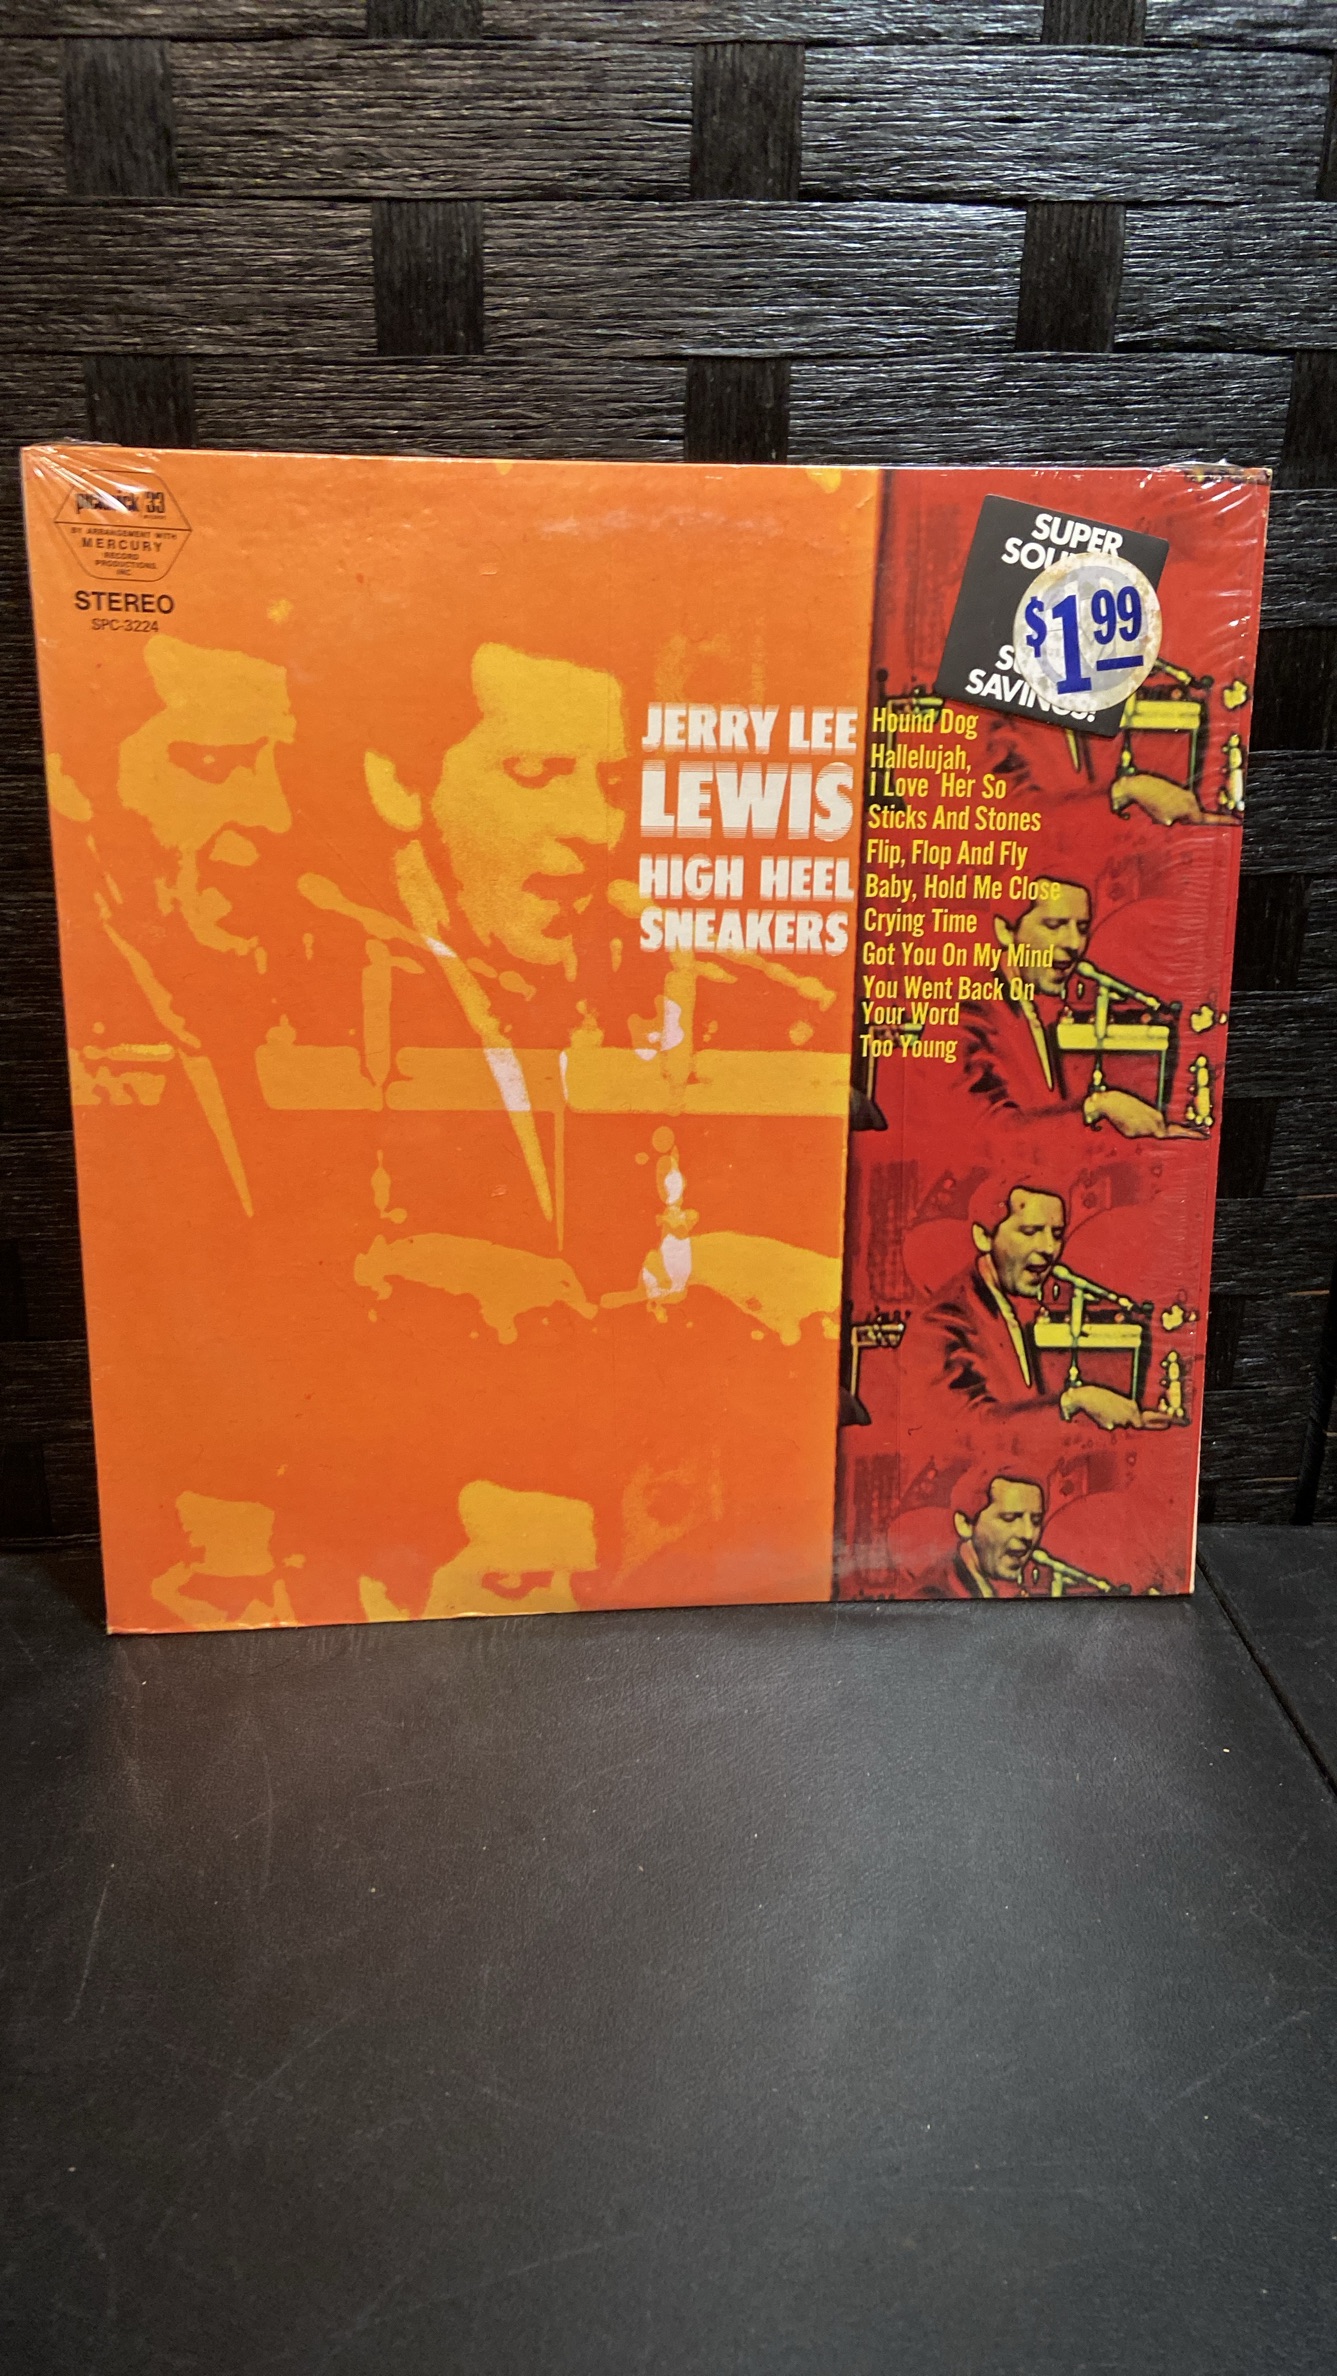 pickwick 33
BY ARRANGEMENT WITH
MERCURY
RECORD
PRODUCTIONS,
INC.
STEREO
SPC-3224
SUPER
$1.99
SAVINGS!
JERRY LEE
LEWIS
HIGH HEEL
SNEAKERS
Hound Dog
Hallelujah,
I Love Her So
Sticks And Stones
Flip, Flop And Fly
Baby, Hold Me Close
Crying Time
Got You On My Mind
You Went Back On
Your Word
Too Young